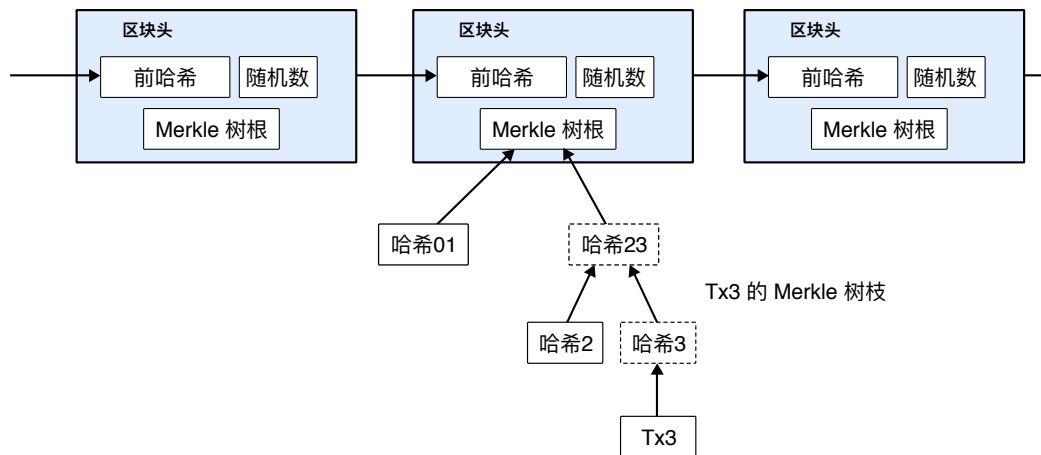 区块头
区块头
区块头
前哈希 随机数
前哈希 随机数
前哈希 随机数
Merkle 树根
Merkle 树根
Merkle 树根
哈希01
哈希23
Tx3 的 Merkle 树枝
哈希2
哈希3
Tx3